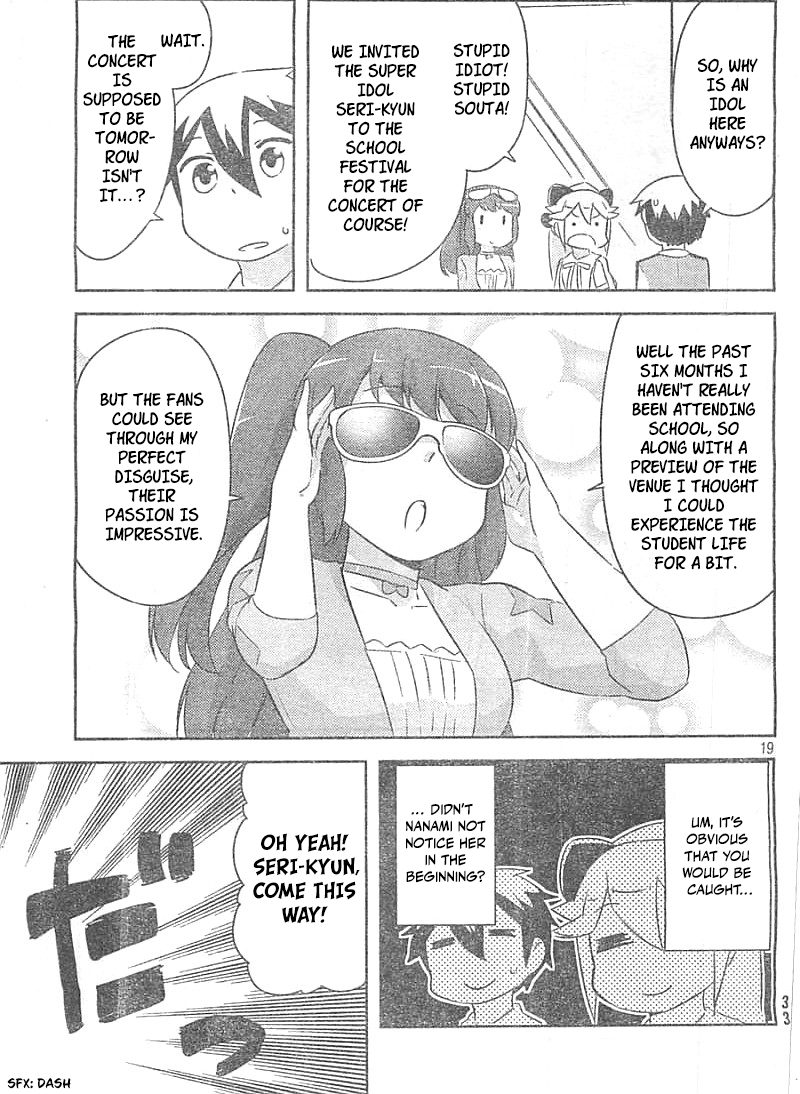 SO, WHY
IS AN
IDOL
HERE
ANYWAYS?
STUPID
IDIOT!
STUPID
SOUTA!
WE INVITED
THE SUPER
IDOL
SERI-KYUN
TO THE
SCHOOL
FESTIVAL
FOR THE
CONCERT OF
COURSE!
WAIT.
THE
CONCERT
IS
SUPPOSED
TO BE
TOMOR-
ROW
ISN'T
IT...?
WELL THE PAST
SIX MONTHS I
HAVEN'T REALLY
BEEN ATTENDING
SCHOOL, SO
ALONG WITH A
PREVIEW OF THE
VENUE I THOUGHT
I COULD
EXPERIENCE THE
STUDENT LIFE
FOR A BIT.
BUT THE FANS
COULD SEE
THROUGH MY
PERFECT
DISGUISE,
THEIR
PASSION IS
IMPRESSIVE.
19
UM, IT'S
OBVIOUS
THAT YOU
WOULD BE
CAUGHT...
... DIDN'T
NANAMI NOT
NOTICE HER
IN THE
BEGINNING?
33
OH YEAH!
SERI-KYUN,
COME THIS
WAY!
だっ
SFX: DASH